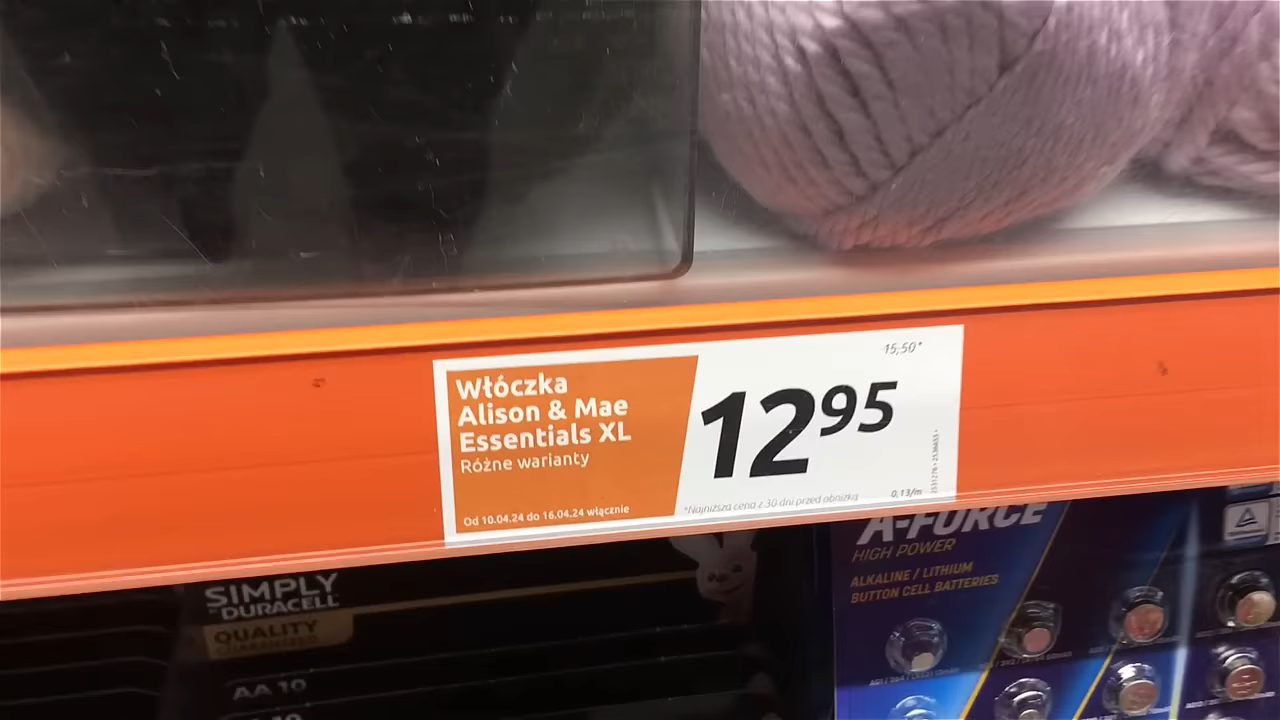 Włóczka
Alison & Mae
Essentials XL
Różne warianty
Od 10.04.24 do 16.04.24 włącznie
15,50*
12 95
*Najniższa cena z 30 dni przed obniżką
0,13/m
SIMPLY
BY DURACELL
QUALITY
GUARANTEED
AA 10
A-FORCE
HIGH POWER
ALKALINE / LITHIUM
BUTTON CELL BATTERIES